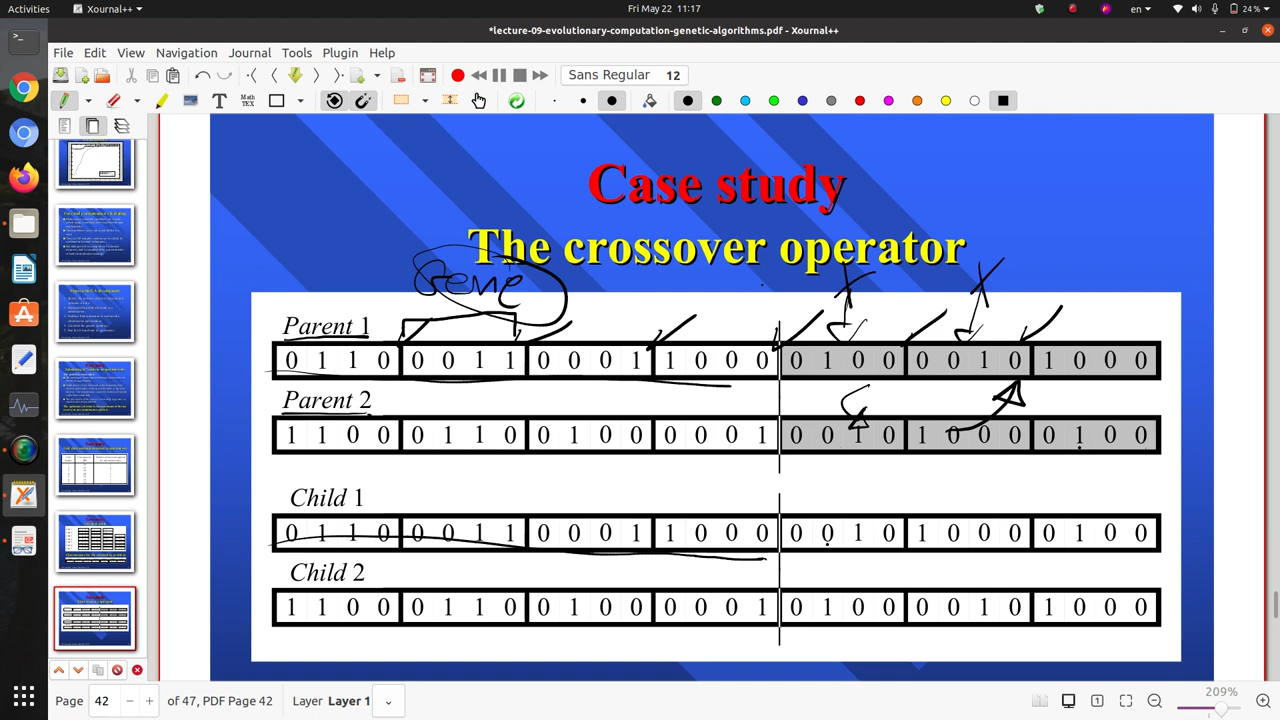 Activities Xournal++ Fri May 22 11:17 en 24 %
*lecture-09-evolutionary-computation-genetic-algorithms.pdf - Xournal++
File Edit View Navigation Journal Tools Plugin Help
Sans Regular 12
Case study
The crossover operator
Gene
X X
Parent 1
0 1 1 0 0 0 1 1 0 0 0 1 1 0 0 0 0 1 0 0 0 0 1 0 1 0 0 0
Parent 2
1 1 0 0 0 1 1 0 0 1 0 0 0 0 0 1 0 0 1 0 1 0 0 0 0 1 0 0
Child 1
0 1 1 0 0 0 1 1 0 0 0 1 1 0 0 0 0 0 1 0 1 0 0 0 0 1 0 0
Child 2
1 1 0 0 0 1 1 0 0 1 0 0 0 0 0 1 0 1 0 0 0 0 1 0 1 0 0 0
Page 42 of 47, PDF Page 42 Layer Layer 1 209%